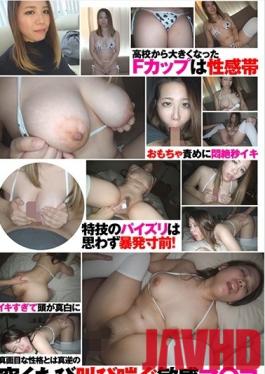 高校から大きくなった
Fカップは性感帯
おもちゃ責めに悶絶秒イキ
特技のパイズリは
思わず暴発寸前!
イキすぎて頭が真白に
真面目な性格とは真逆の
JAVHD
TODAY